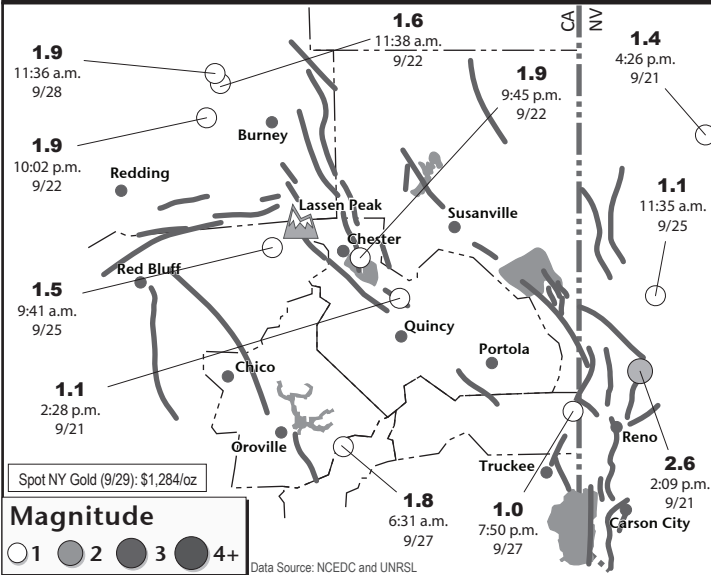 1.6
11:38 a.m.
9/22
CA NV
1.4
4:26 p.m.
9/21
1.9
11:36 a.m.
9/28
1.9
9:45 p.m.
9/22
1.9
10:02 p.m.
9/22
Burney
Redding
1.1
11:35 a.m.
9/25
Lassen Peak
Susanville
Chester
Red Bluff
1.5
9:41 a.m.
9/25
Quincy
Portola
Chico
1.1
2:28 p.m.
9/21
Oroville
Reno
Truckee
2.6
2:09 p.m.
9/21
1.8
6:31 a.m.
9/27
1.0
7:50 p.m.
9/27
Carson City
Spot NY Gold (9/29): $1,284/oz
Magnitude
1 2 3 4+
Data Source: NCEDC and UNRSL